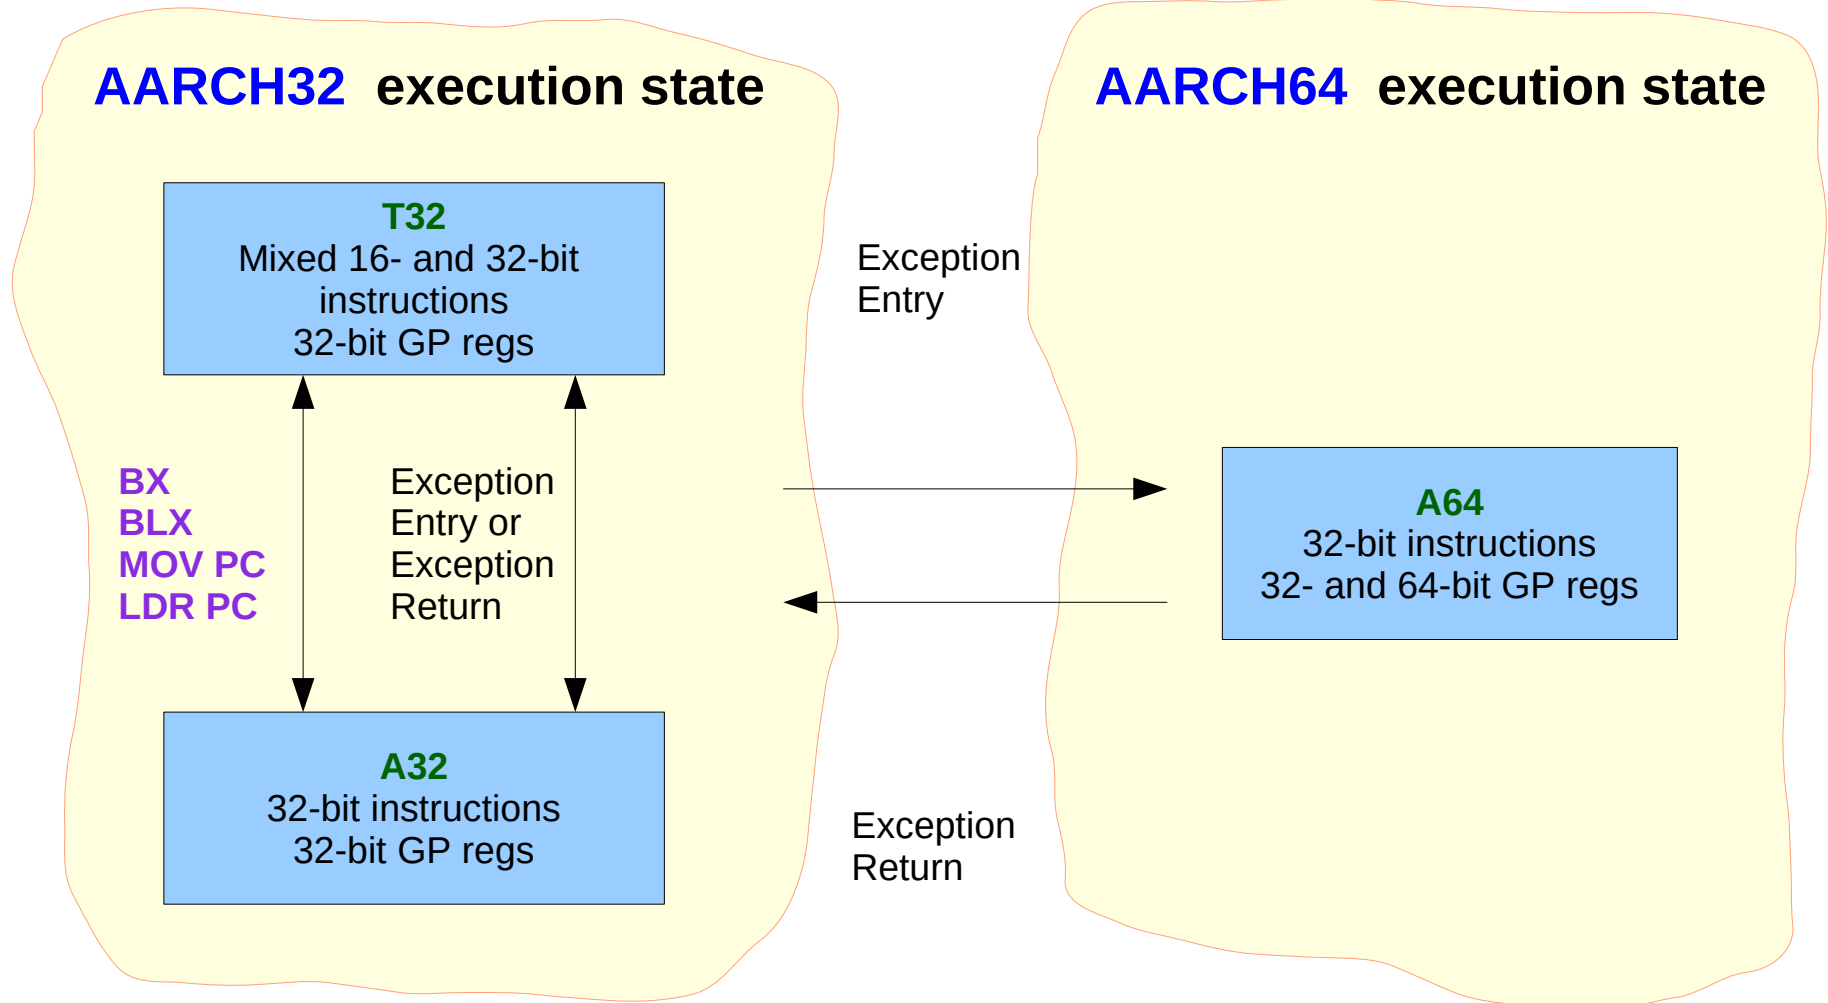 AARCH32 execution state
T32
Mixed 16- and 32-bit
instructions
32-bit GP regs
BX
BLX
MOV PC
LDR PC
Exception
Entry or
Exception
Return
A32
32-bit instructions
32-bit GP regs
Exception
Entry
Exception
Return
AARCH64 execution state
A64
32-bit instructions
32- and 64-bit GP regs